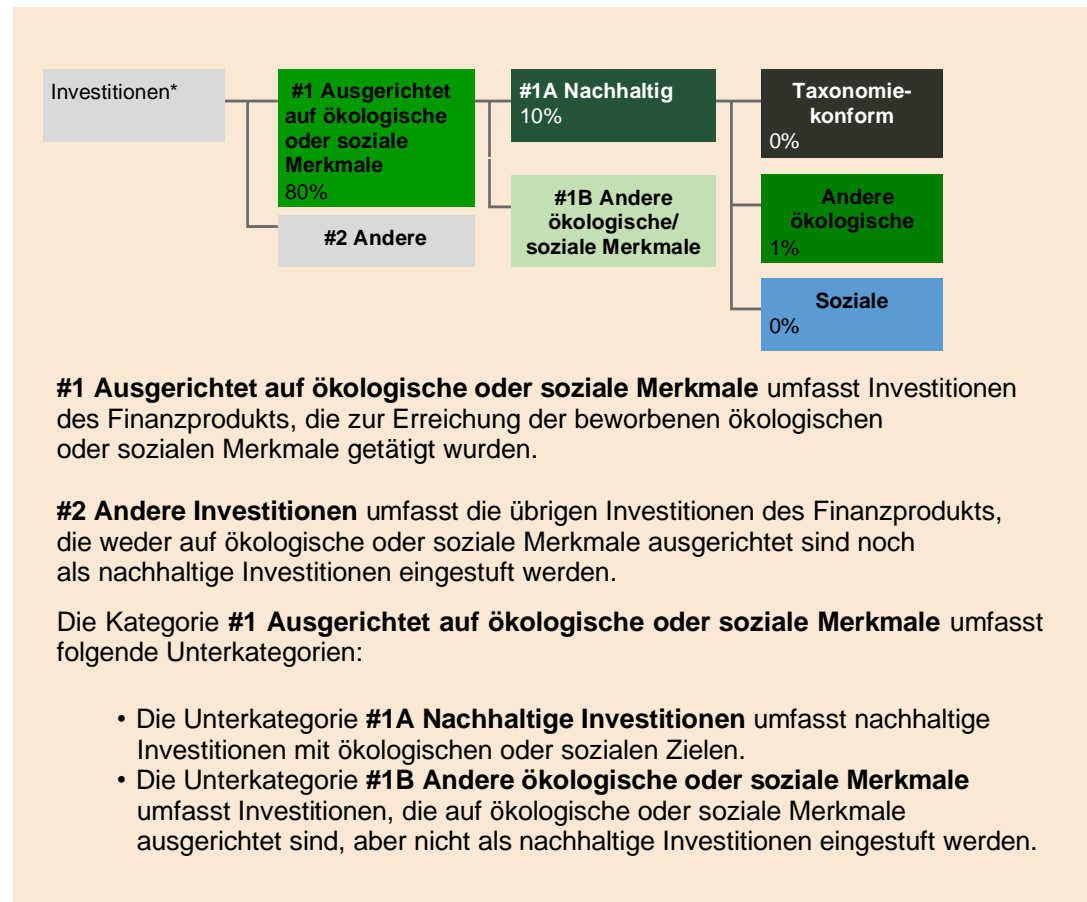 Investitionen*
#1 Ausgerichtet
auf ökologische
oder soziale
Merkmale
80%
#2 Andere
#1A Nachhaltig
10%
#1B Andere
ökologische/
soziale Merkmale
Taxonomie-
konform
0%
Andere
ökologische
1%
Soziale
0%
#1 Ausgerichtet auf ökologische oder soziale Merkmale umfasst Investitionen
des Finanzprodukts, die zur Erreichung der beworbenen ökologischen
oder sozialen Merkmale getätigt wurden.
#2 Andere Investitionen umfasst die übrigen Investitionen des Finanzprodukts,
die weder auf ökologische oder soziale Merkmale ausgerichtet sind noch
als nachhaltige Investitionen eingestuft werden.
Die Kategorie #1 Ausgerichtet auf ökologische oder soziale Merkmale umfasst
folgende Unterkategorien:
• Die Unterkategorie #1A Nachhaltige Investitionen umfasst nachhaltige
Investitionen mit ökologischen oder sozialen Zielen.
• Die Unterkategorie #1B Andere ökologische oder soziale Merkmale
umfasst Investitionen, die auf ökologische oder soziale Merkmale
ausgerichtet sind, aber nicht als nachhaltige Investitionen eingestuft werden.